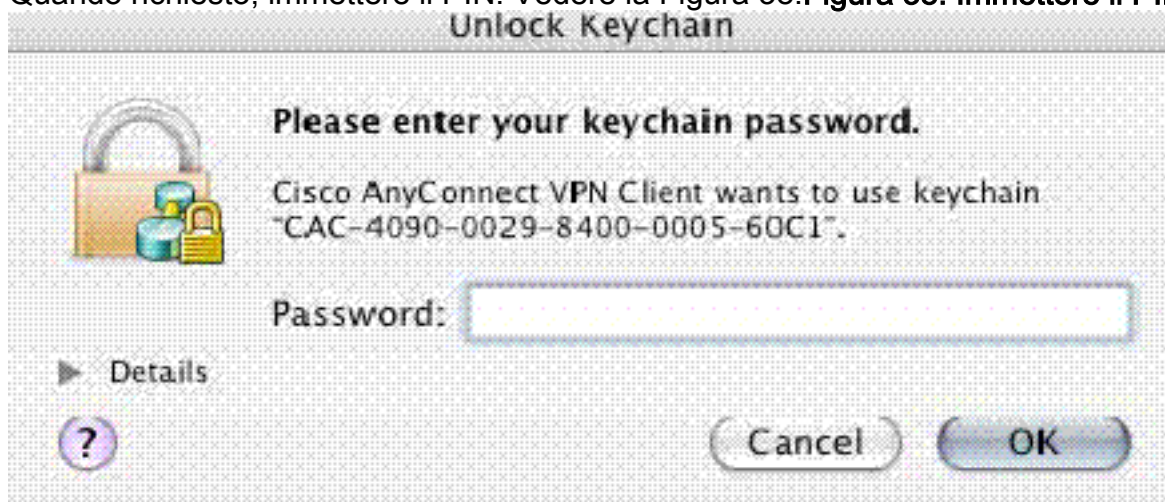 Quando richiesto, immettere il PIN. Vedere la Figura
Unlock Keychain
Please enter your keychain password.
Cisco AnyConnect VPN Client wants to use keychain
"CAC-4090-0029-8400-0005-60C1".
Password:
Details
?
Cancel OK